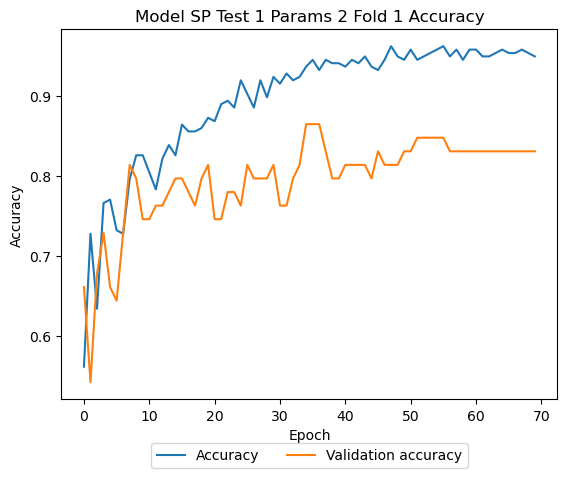 Model SP Test 1 Params 2 Fold 1 Accuracy
Accuracy
0.9
0.8
0.7
0.6
0 10 20 30 40 50 60 70
Epoch
Accuracy Validation accuracy